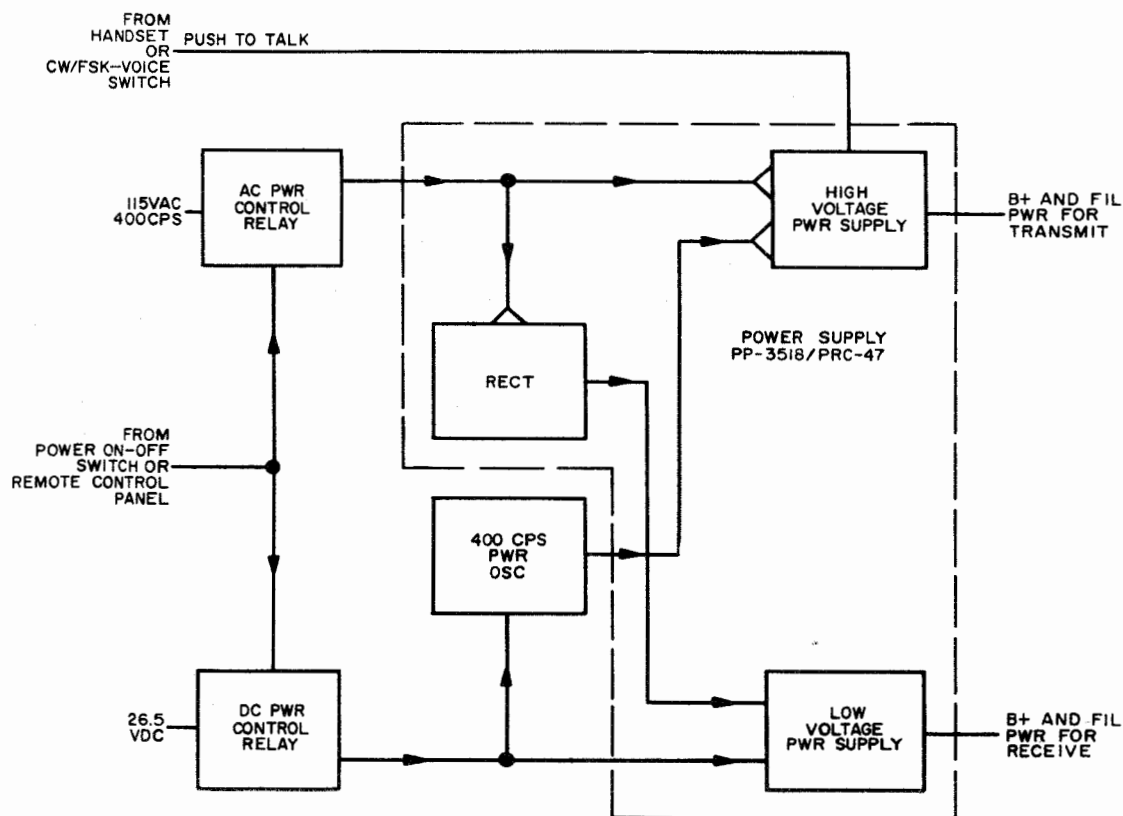 FROM
HANDSET
OR
CW/FSK-VOICE
SWITCH
PUSH TO TALK
115VAC
400CPS
AC PWR
CONTROL
RELAY
HIGH
VOLTAGE
PWR SUPPLY
B+ AND FIL
PWR FOR
TRANSMIT
RECT
POWER SUPPLY
PP-3518/PRC-47
FROM
POWER ON-OFF
SWITCH OR
REMOTE CONTROL
PANEL
400 CPS
PWR
OSC
26.5
VDC
DC PWR
CONTROL
RELAY
LOW
VOLTAGE
PWR SUPPLY
B+ AND FIL
PWR FOR
RECEIVE